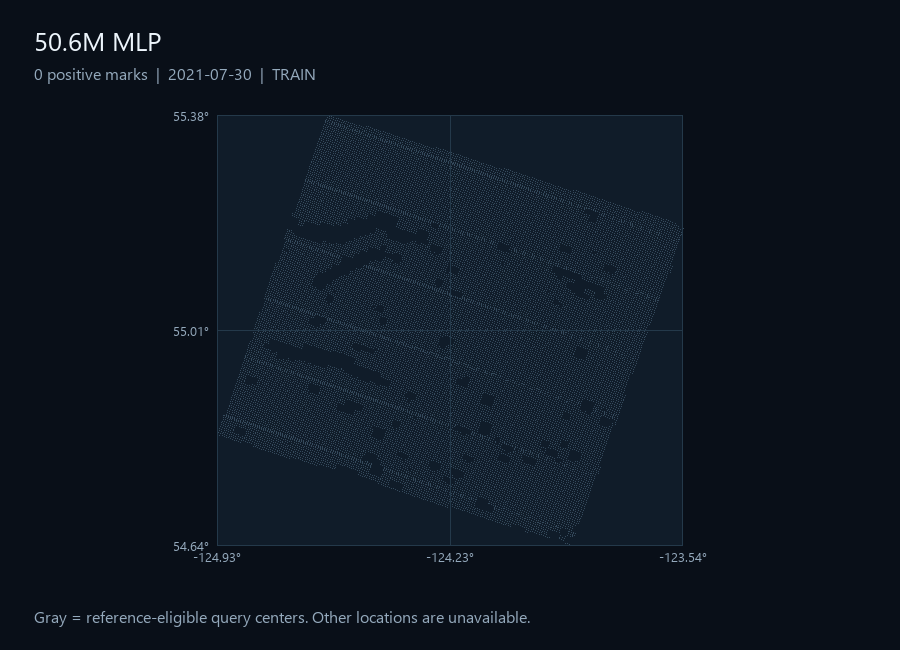 50.6M MLP
0 positive marks | 2021-07-30 | TRAIN
55.38°
55.01°
54.64°
-124.93°
-124.23°
-123.54°
Gray = reference-eligible query centers. Other locations are unavailable.